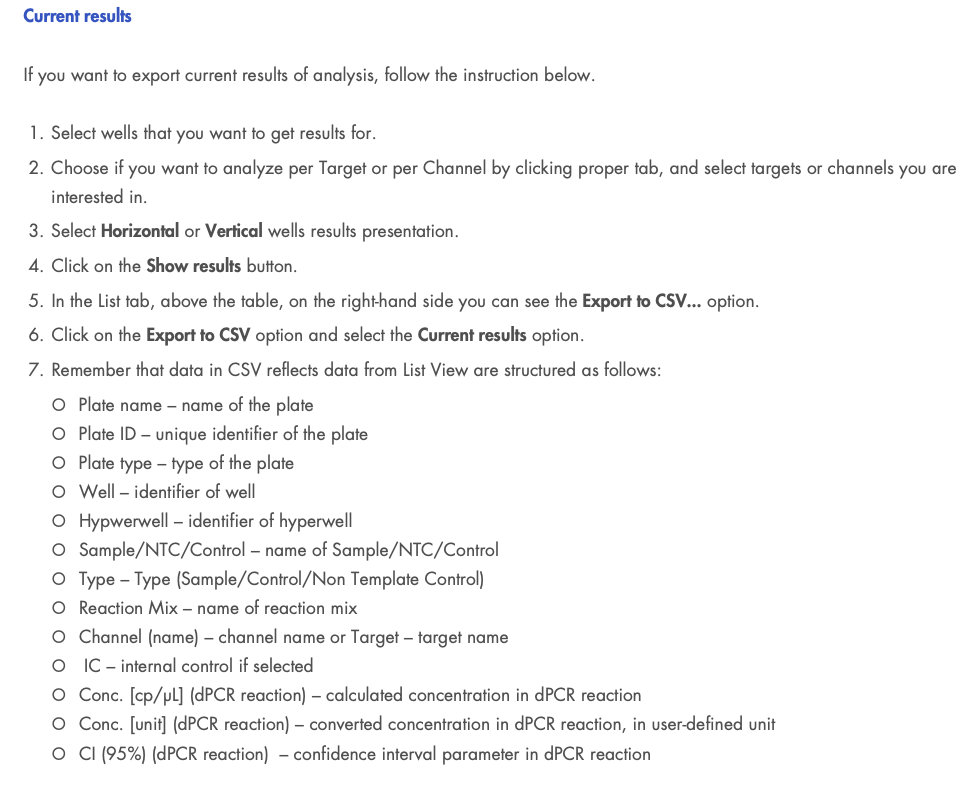 Current results
If you want to export current results of analysis, follow the instruction below.
1. Select wells that you want to get results for.
2. Choose if you want to analyze per Target or per Channel by clicking proper tab, and select targets or channels you are
interested in.
3. Select Horizontal or Vertical wells results presentation.
4. Click on the Show results button.
5. In the List tab, above the table, on the right-hand side you can see the Export to CSV... option.
6. Click on the Export to CSV option and select the Current results option.
7. Remember that data in CSV reflects data from List View are structured as follows:
○ Plate name – name of the plate
○ Plate ID – unique identifier of the plate
○ Plate type – type of the plate
○ Well – identifier of well
○ Hypwerwell – identifier of hyperwell
○ Sample/NTC/Control – name of Sample/NTC/Control
○ Type – Type (Sample/Control/Non Template Control)
○ Reaction Mix – name of reaction mix
○ Channel (name) – channel name or Target – target name
○ IC – internal control if selected
○ Conc. [cp/µL] (dPCR reaction) – calculated concentration in dPCR reaction
○ Conc. [unit] (dPCR reaction) – converted concentration in dPCR reaction, in user-defined unit
○ CI (95%) (dPCR reaction) – confidence interval parameter in dPCR reaction